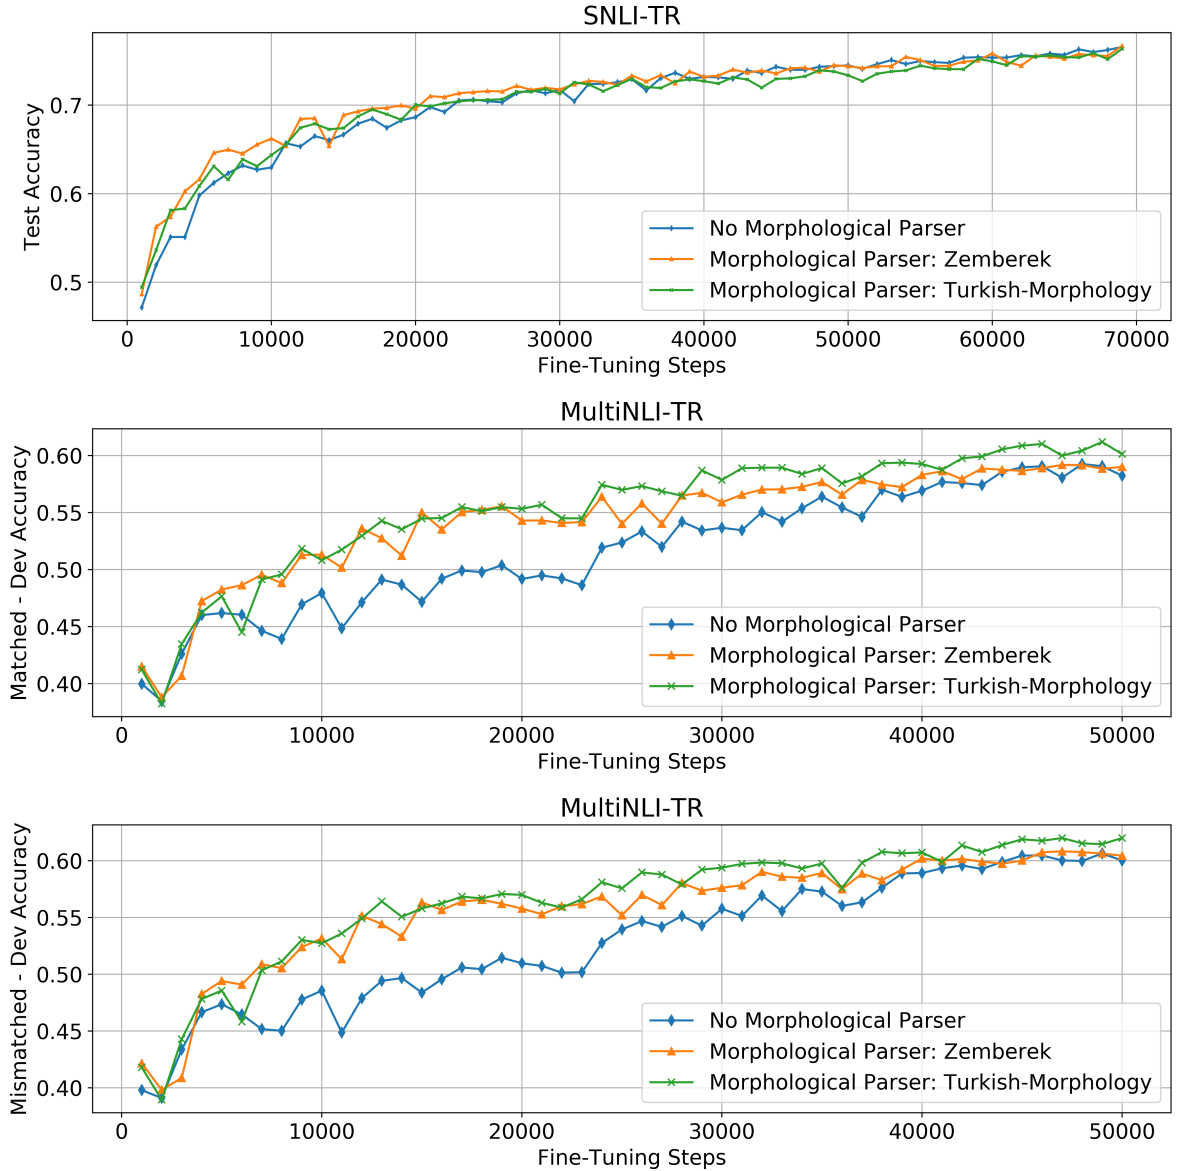 SNLI-TR
Test Accuracy
0.7
0.6
0.5
No Morphological Parser
Morphological Parser: Zemberek
Morphological Parser: Turkish-Morphology
0 10000 20000 30000 40000 50000 60000 70000
Fine-Tuning Steps
MultiNLI-TR
Matched - Dev Accuracy
0.60
0.55
0.50
0.45
0.40
No Morphological Parser
Morphological Parser: Zemberek
Morphological Parser: Turkish-Morphology
0 10000 20000 30000 40000 50000
Fine-Tuning Steps
MultiNLI-TR
Mismatched - Dev Accuracy
0.60
0.55
0.50
0.45
0.40
No Morphological Parser
Morphological Parser: Zemberek
Morphological Parser: Turkish-Morphology
0 10000 20000 30000 40000 50000
Fine-Tuning Steps